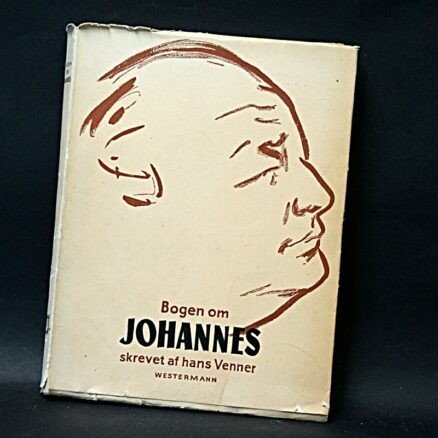 Bogen om
JOHANNES
skrevet af hans Venner
WESTERMANN